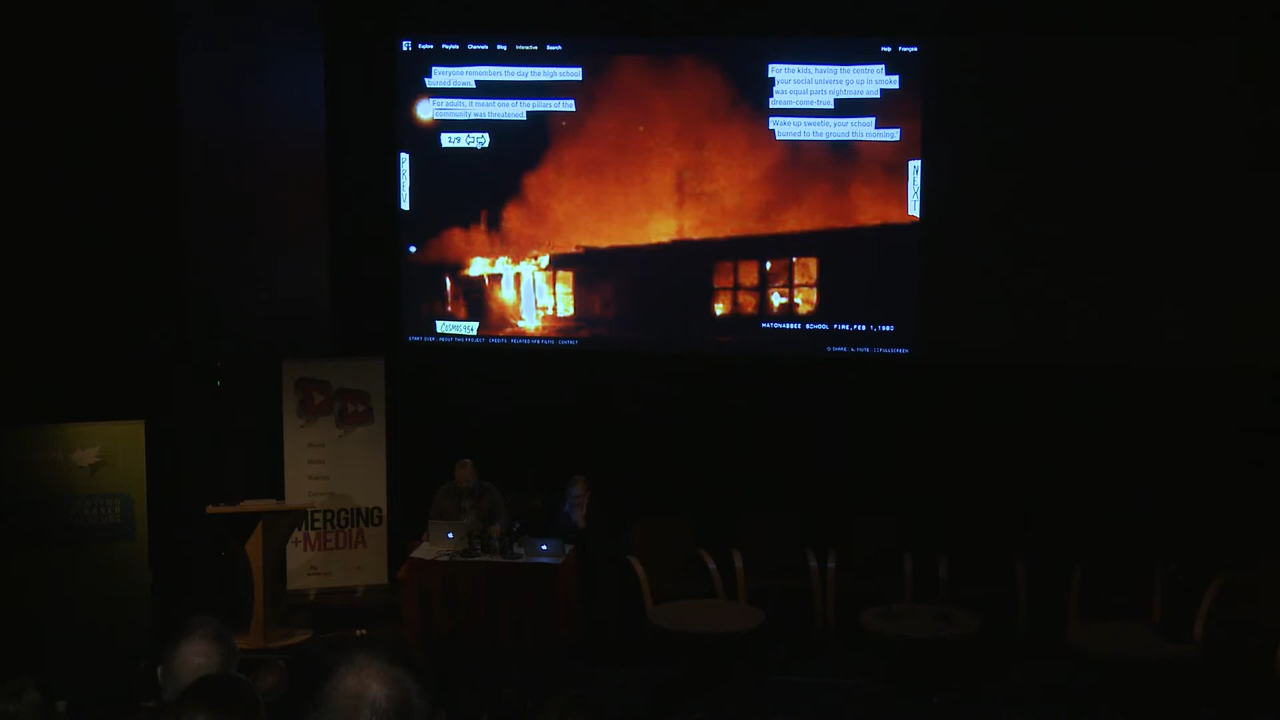 Explore Playlists Channels Blog Interactive Search
Help Français
Everyone remembers the day the high school
burned down.
For adults, it meant one of the pillars of the
community was threatened.
2/8
For the kids, having the centre of
your social universe go up in smoke
was equal parts nightmare and
dream-come-true.
"Wake up sweetie, your school
burned to the ground this morning."
PREV
NEXT
COSMOS 954
MATONABBEE SCHOOL FIRE, FEB 1, 1980
START OVER. ABOUT THIS PROJECT. CREDITS. RELATED NFB FILMS. CONTACT
SHARE MUTE FULLSCREEN
MERGING
+MEDIA